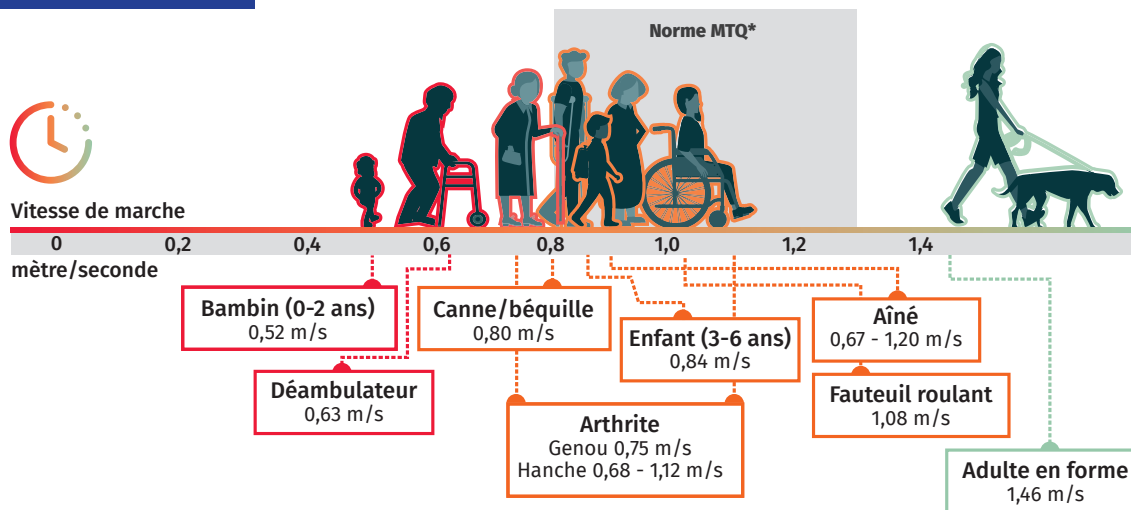 Norme MTQ*
Vitesse de marche
0 0,2 0,4 0,6 0,8 1,0 1,2 1,4
mètre/seconde
Bambin (0-2 ans)
0,52 m/s
Déambulateur
0,63 m/s
Canne/béquille
0,80 m/s
Arthrite
Genou 0,75 m/s
Hanche 0,68 - 1,12 m/s
Enfant (3-6 ans)
0,84 m/s
Aîné
0,67 - 1,20 m/s
Fauteuil roulant
1,08 m/s
Adulte en forme
1,46 m/s